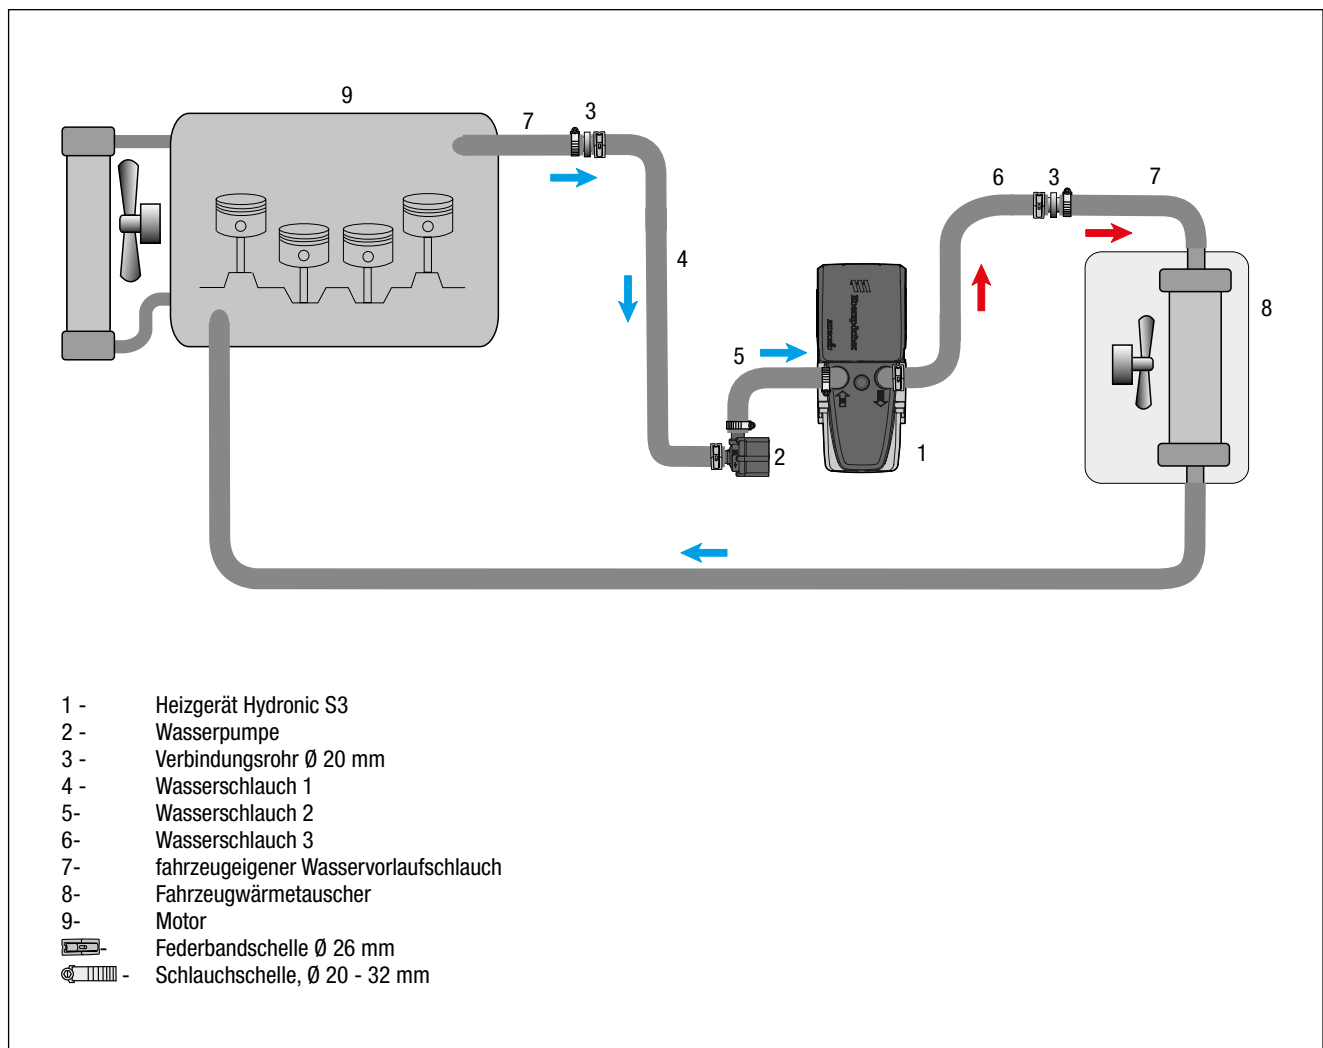 9
7
3
6
3
7
4
8
5
Eberspächer
2
1
1 - Heizgerät Hydronic S3
2 - Wasserpumpe
3 - Verbindungsrohr Ø 20 mm
4 - Wasserschlauch 1
5- Wasserschlauch 2
6- Wasserschlauch 3
7- fahrzeugeigener Wasservorlaufschlauch
8- Fahrzeugwärmetauscher
9- Motor
- Federbandschelle Ø 26 mm
- Schlauchschelle, Ø 20 - 32 mm